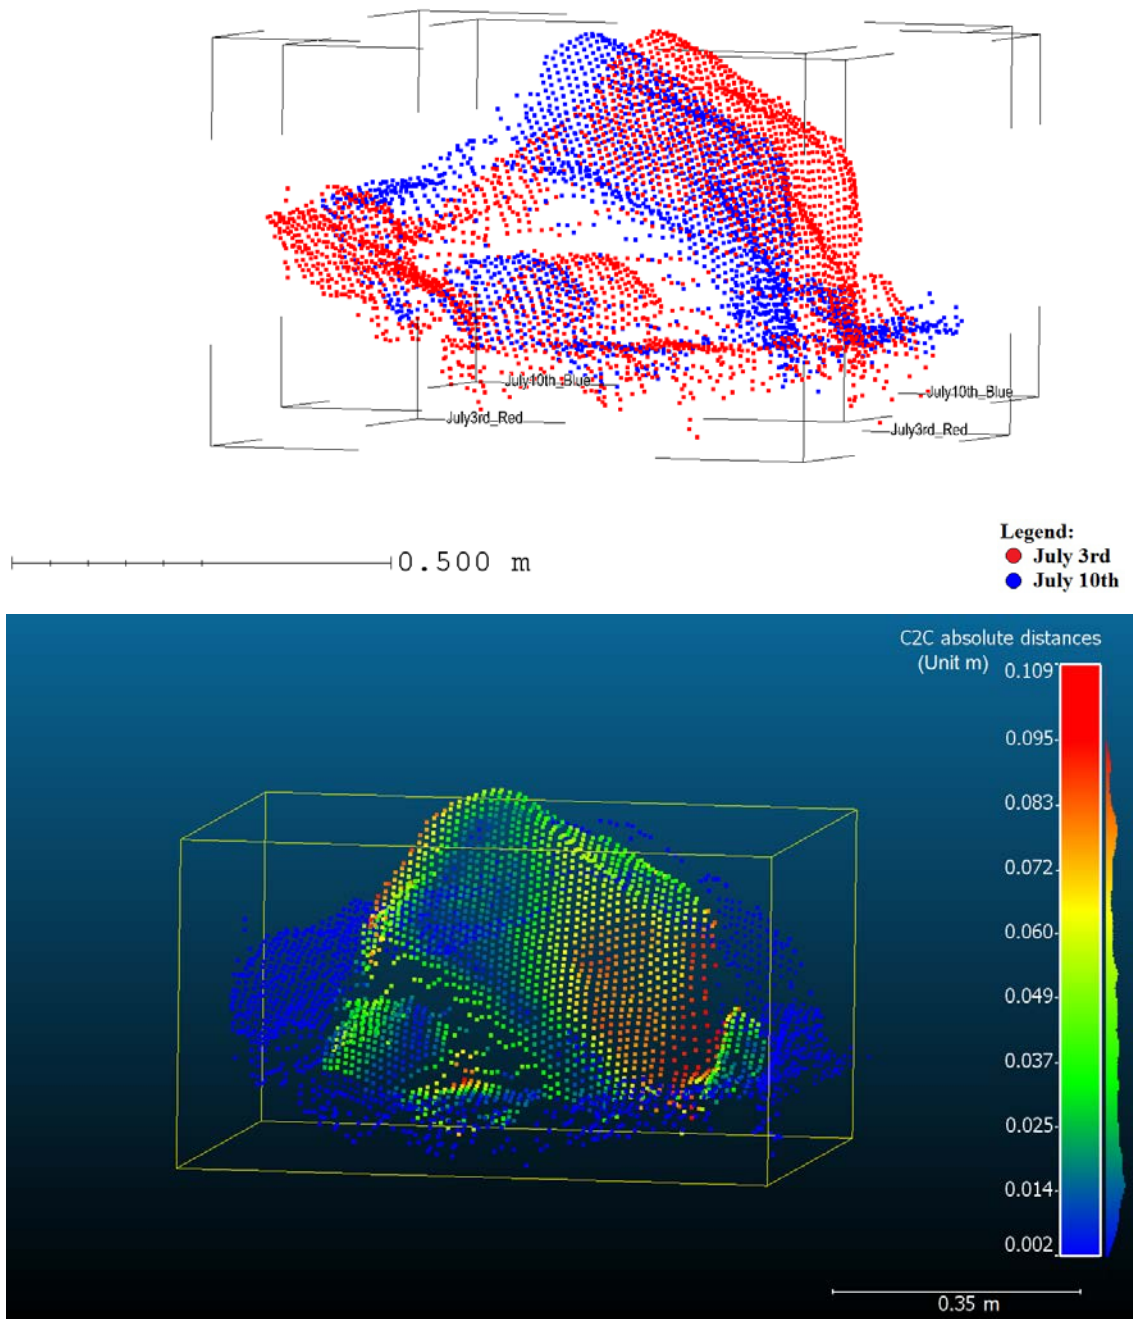 July10th_Blue
July10th_Blue
July3rd_Red
July3rd_Red
0.500 m
Legend:
July 3rd
July 10th
C2C absolute distances
(Unit m)
0.109
0.095
0.083
0.072
0.060
0.049
0.037
0.025
0.014
0.002
0.35 m